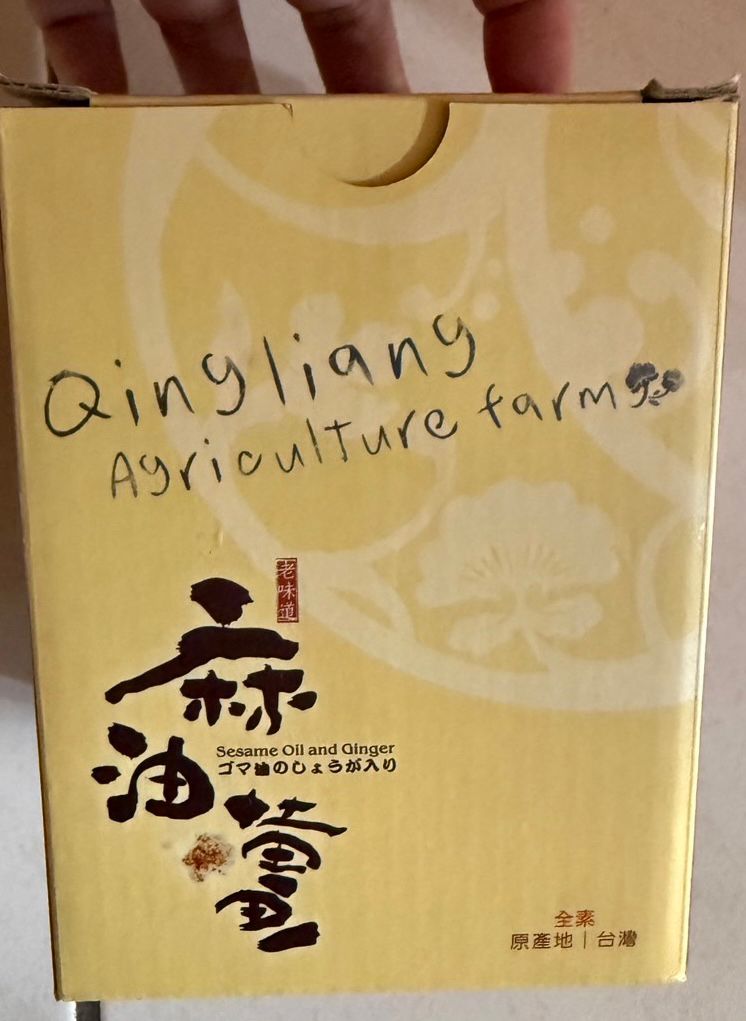 Qingliang
Agriculture farm
老味道
麻油薑
Sesame Oil and Ginger
ゴマ油のしょうが入り
全素
原產地｜台灣